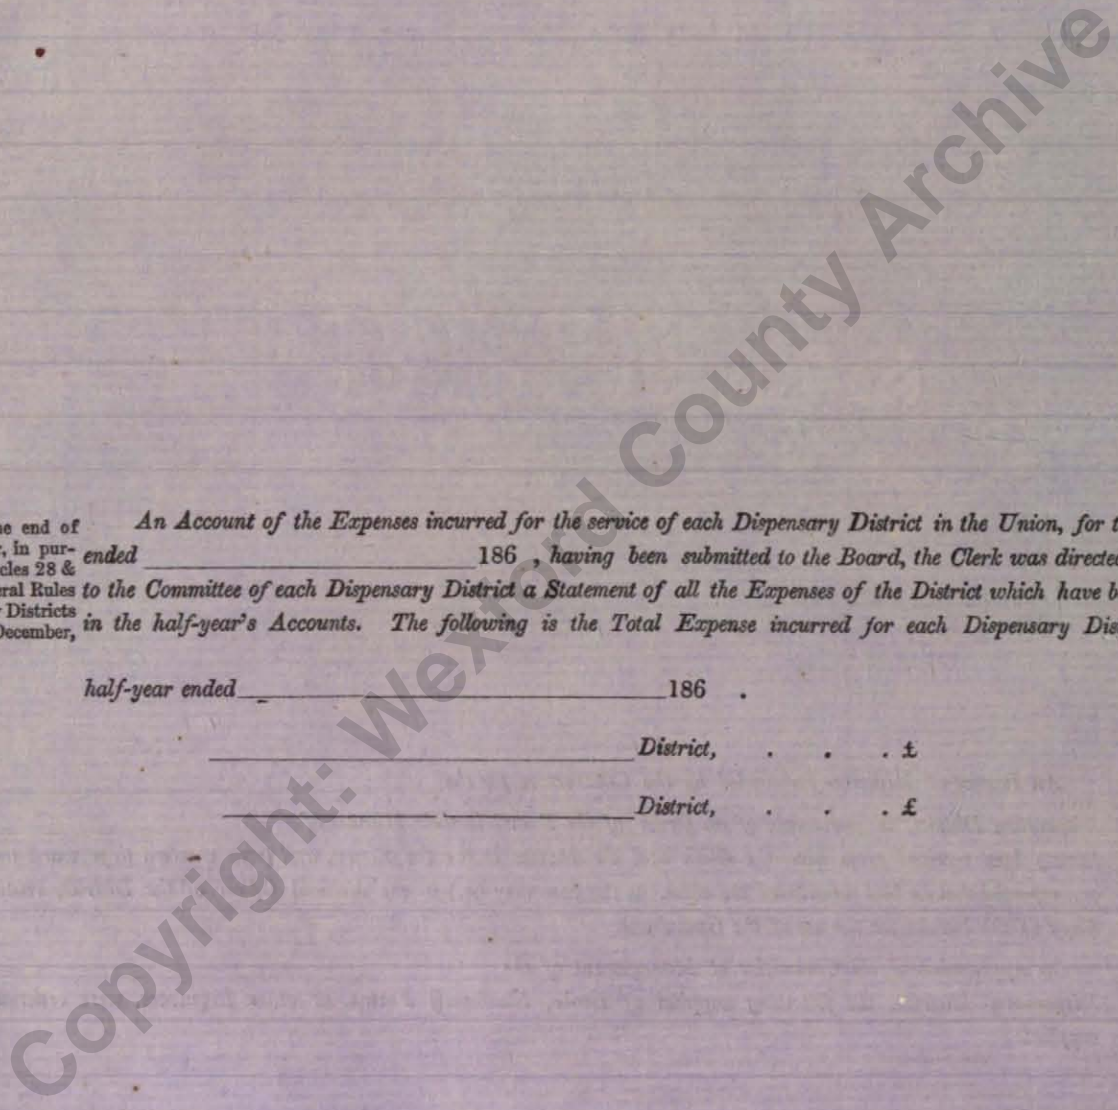 he end of
, in pur-
cles 28 &
ral Rules
Districts
December,
An Account of the Expenses incurred for the service of each Dispensary District in the Union, for t
ended 186 , having been submitted to the Board, the Clerk was directe
to the Committee of each Dispensary District a Statement of all the Expenses of the District which have b
in the half-year's Accounts. The following is the Total Expense incurred for each Dispensary Dis
half-year ended 186 .
District, . . . £
District, . . . £
Copyright: Wexford County Archive